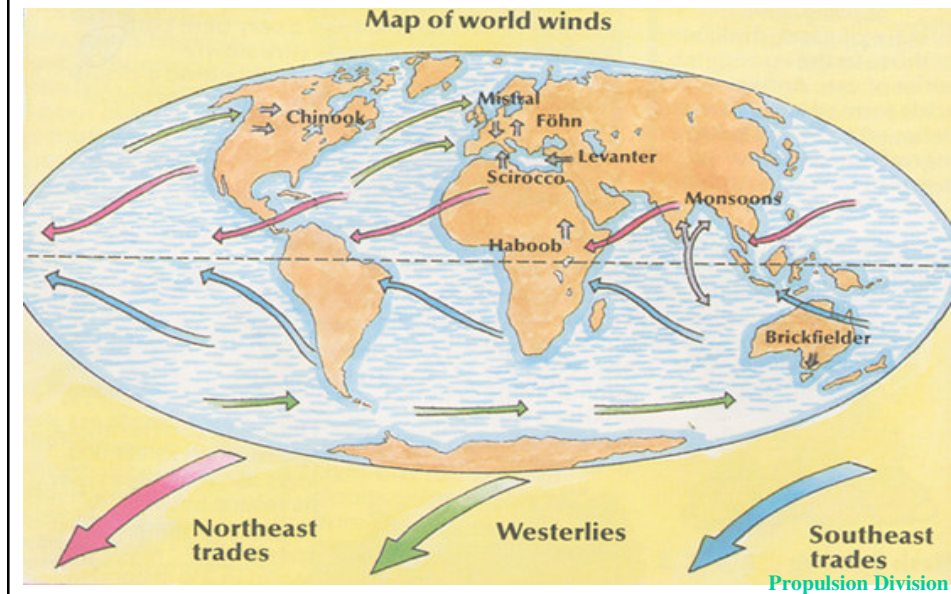 Map of world winds
Mistral
Chinook
Föhn
Levanter
Scirocco
Monsoons
Haboob
Brickfielder
Northeast
trades
Westerlies
Southeast
trades
Propulsion Division